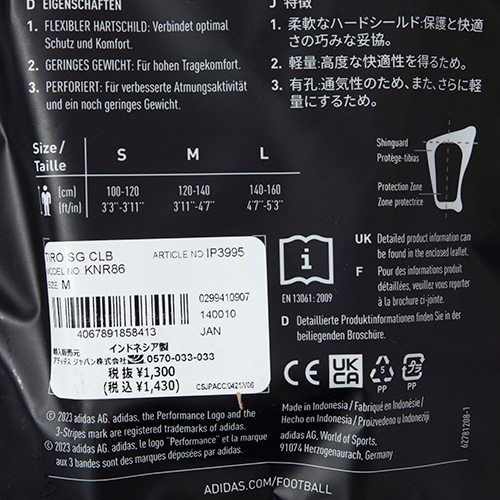 D EIGENSCHAFTEN
1. FLEXIBLER HARTSCHILD: Verbindet optimal
Schutz und Komfort.
2. GERINGES GEWICHT: Für hohen Tragekomfort.
3. PERFORIERT: Für verbesserte Atmungsaktivität
und ein noch geringes Gewicht.
J 特徴
1. 柔軟なハードシールド:保護と快適
さの巧みな妥協。
2. 軽量:高度な快適性を得るため。
3. 有孔:通気性のため、また、さらに軽
量にするため。
Size / Taille S M L
(cm) 100-120 120-140 140-160
(ft/in) 3'3''-3'11'' 3'11''-4'7'' 4'7''-5'3''
Shinguard
Protège-tibias
Protection Zone
Zone protectrice
TIRO SG CLB
ARTICLE NO IP3995
MODEL NO. KNR86
SIZE M
0299410907
140010
4067891858413
JAN
インドネシア製
輸入販売元
アディダス ジャパン株式会社 0570-033-033
税抜 ¥1,300
(税込 ¥1,430)
CSJPACC0421/V06
i
EN 13061: 2009
UK Detailed product information
can be found in the enclosed
leaflet.
F Pour des informations produit
détaillées, veuillez vous reporter
à la brochure ci-jointe.
D Detaillierte Produktinformationen finden Sie in der
beiliegenden Broschüre.
CE UK CA 5 PP PP
Made in Indonesia / Fabriqué en Indonésie /
Hecho en Indonesia / Proizvedeno u Indoneziji
adidas AG, World of Sports,
91074 Herzogenaurach, Germany
62781208-1
© 2023 adidas AG. adidas, the Performance Logo and the
3-Stripes mark are registered trademarks of adidas.
© 2023 adidas AG. adidas, le logo "Performance" et la marque
aux 3 bandes sont des marques déposées par adidas.
ADIDAS.COM/FOOTBALL